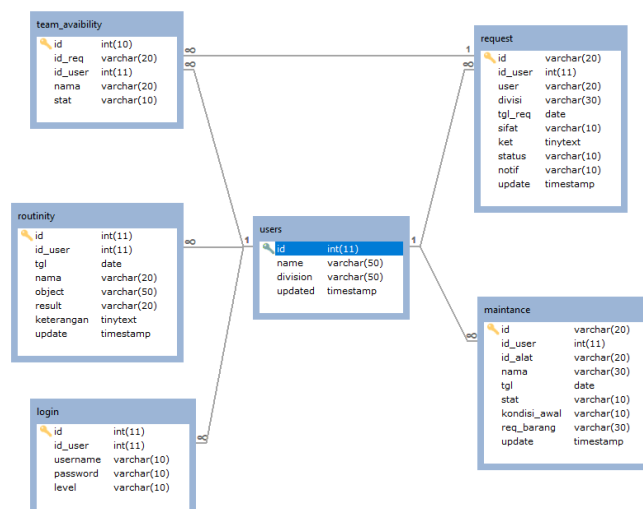 team_avaibility
id int(10)
id_req varchar(20)
id_user int(11)
nama varchar(20)
stat varchar(10)
∞
∞
1
request
id varchar(20)
id_user int(11)
user varchar(20)
divisi varchar(30)
tgl_req date
sifat varchar(10)
ket tinytext
status varchar(10)
notif varchar(10)
update timestamp
∞
routinity
id int(11)
id_user int(11)
tgl date
nama varchar(20)
object varchar(50)
result varchar(20)
keterangan tinytext
update timestamp
∞
1
users
id int(11)
name varchar(50)
division varchar(50)
updated timestamp
1
maintance
id varchar(20)
id_user int(11)
id_alat varchar(20)
nama varchar(30)
tgl date
stat varchar(10)
kondisi_awal varchar(10)
req_barang varchar(30)
update timestamp
∞
login
id int(11)
id_user int(11)
username varchar(10)
password varchar(10)
level varchar(10)
∞